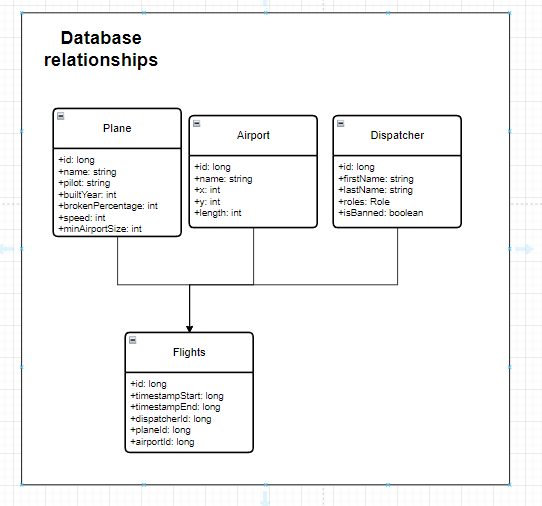 Database
relationships
Plane
+id: long
+name: string
+pilot: string
+builtYear: int
+brokenPercentage: int
+speed: int
+minAirportSize: int
Airport
+id: long
+name: string
+x: int
+y: int
+length: int
Dispatcher
+id: long
+firstName: string
+lastName: string
+roles: Role
+isBanned: boolean
Flights
+id: long
+timestampStart: long
+timestampEnd: long
+dispatcherId: long
+planeId: long
+airportId: long